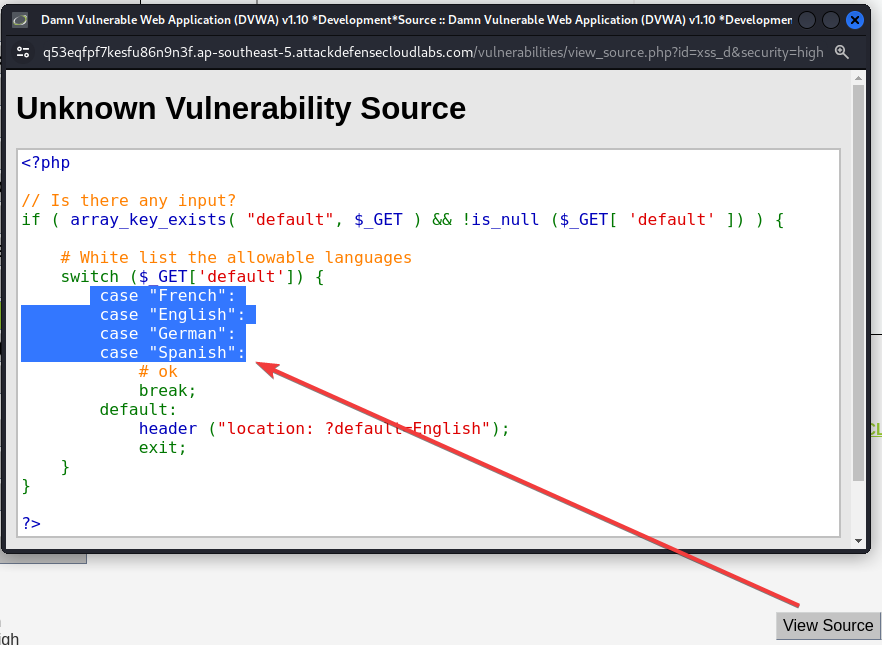 Damn Vulnerable Web Application (DVWA) v1.10 *Development*Source :: Damn Vulnerable Web Application (DVWA) v1.10 *Developmen
q53eqfpf7kesfu86n9n3f.ap-southeast-5.attackdefensecloudlabs.com/vulnerabilities/view_source.php?id=xss_d&security=high
Unknown Vulnerability Source
<?php
// Is there any input?
if ( array_key_exists( "default", $_GET ) && !is_null ($_GET[ 'default' ]) ) {
# White list the allowable languages
switch ($_GET['default']) {
case "French":
case "English":
case "German":
case "Spanish":
# ok
break;
default:
header ("location: ?default=English");
exit;
}
}
?>
CL
View Source
igh